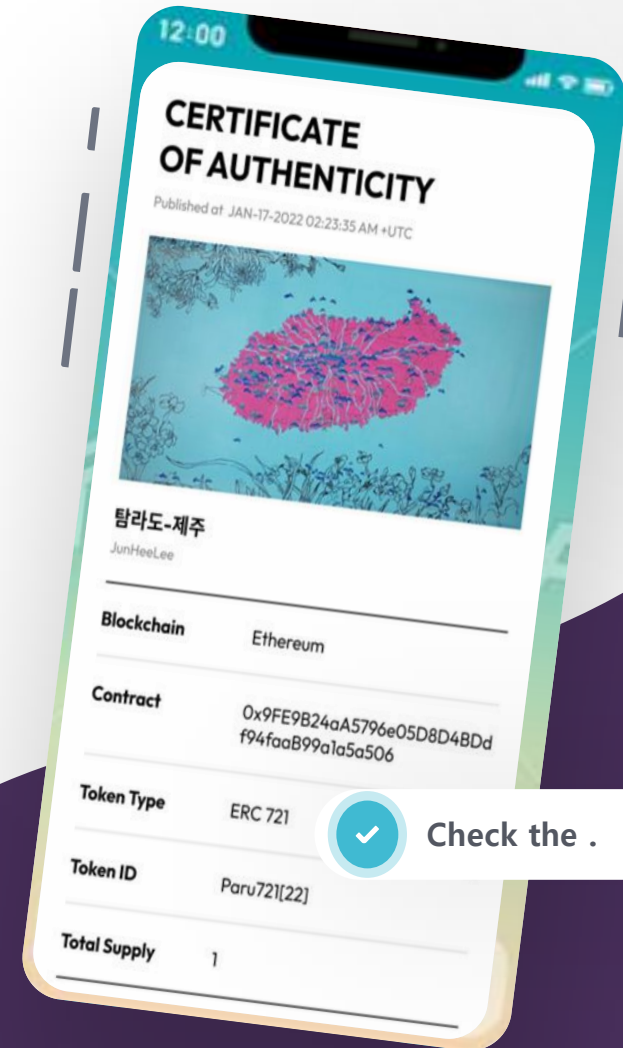 12:00
CERTIFICATE
OF AUTHENTICITY
Published at JAN-17-2022 02:23:35 AM +UTC
탐라도-제주
JunHeeLee
Blockchain Ethereum
Contract 0x9FE9B24aA5796e05D8D4BDd
f94faaB99a1a5a506
Token Type ERC 721
Check the .
Token ID Paru721[22]
Total Supply 1